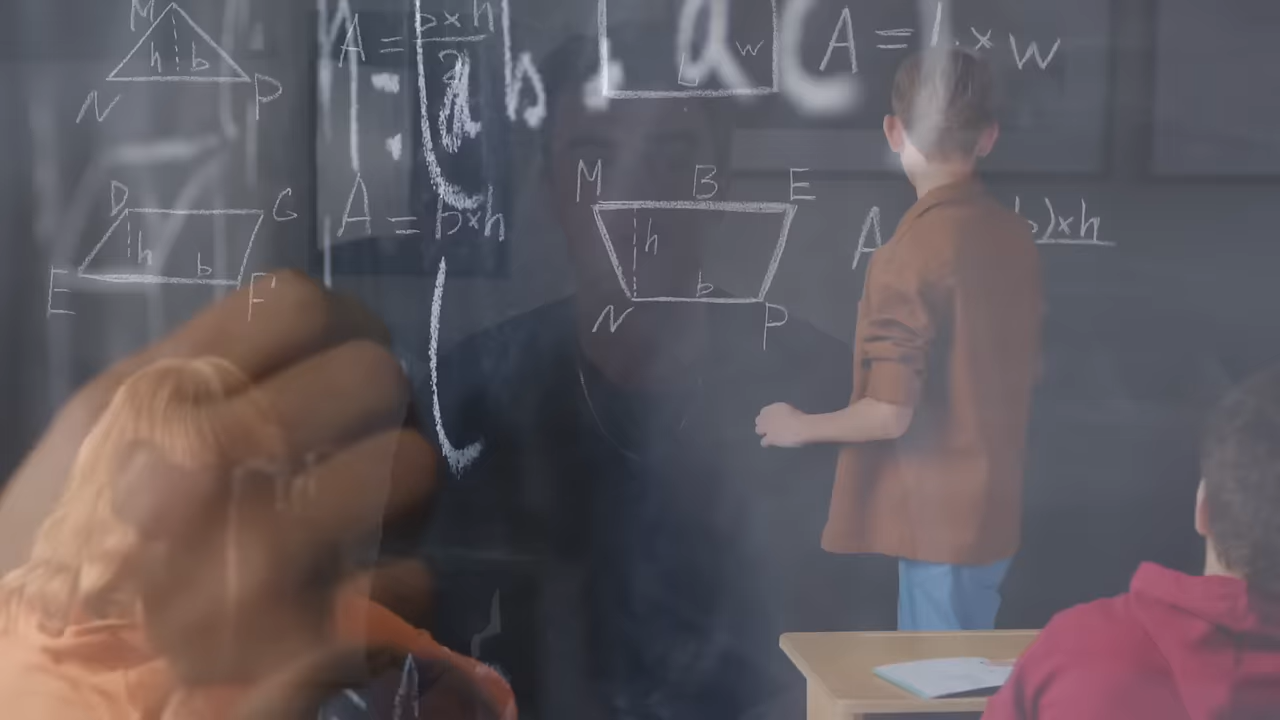 M
h b
N P
A = b×h
2
L w
A = L × w
D G
h b
E F
A = b×h
M B E
h
b
N P
A b)×h